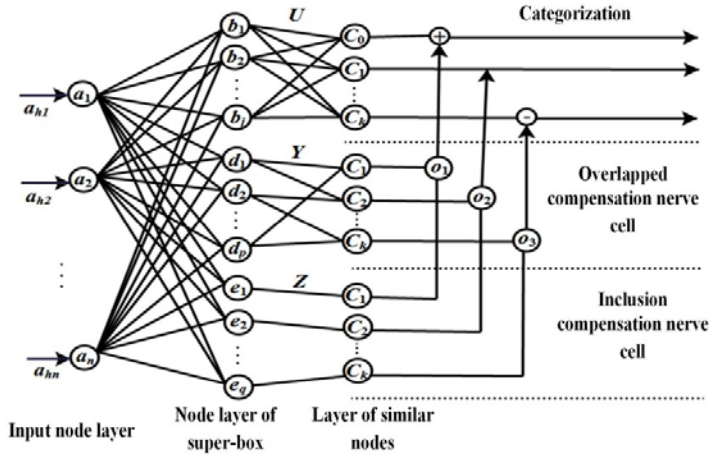 U
Categorization
b1
b2
bj
C0
C1
Ck
+
-
ah1
a1
ah2
a2
ahn
an
Y
d1
d2
dp
C1
C2
Ck
o1
o2
o3
Overlapped
compensation nerve
cell
Z
e1
e2
eq
C1
C2
Ck
Inclusion
compensation nerve
cell
Input node layer
Node layer of
super-box
Layer of similar
nodes